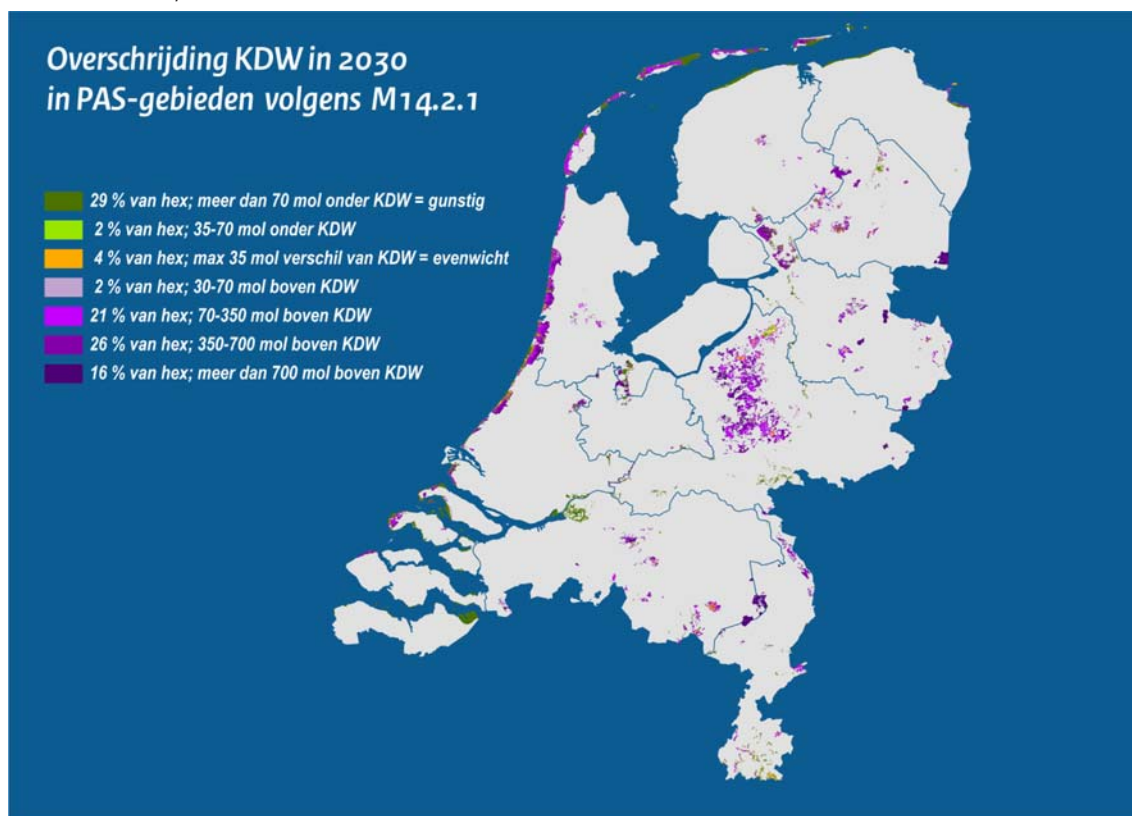 Overschrijding KDW in 2030
in PAS-gebieden volgens M14.2.1
29 % van hex; meer dan 70 mol onder KDW = gunstig
2 % van hex; 35-70 mol onder KDW
4 % van hex; max 35 mol verschil van KDW = evenwicht
2 % van hex; 30-70 mol boven KDW
21 % van hex; 70-350 mol boven KDW
26 % van hex; 350-700 mol boven KDW
16 % van hex; meer dan 700 mol boven KDW